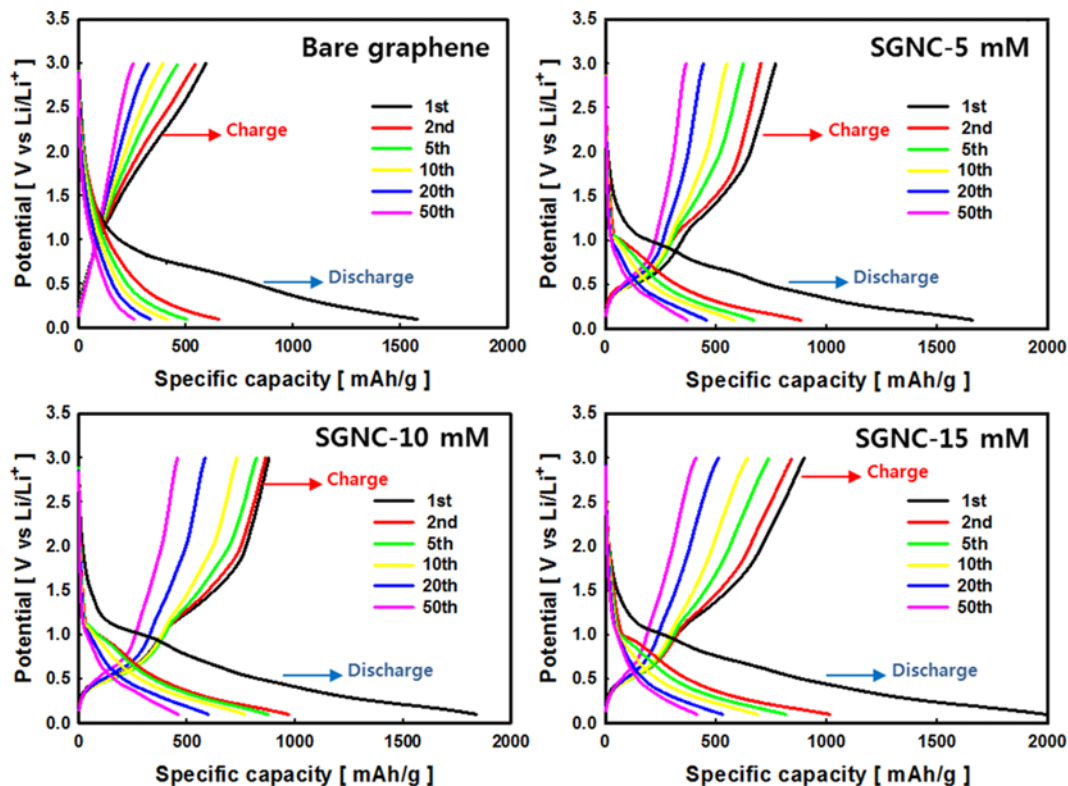 Bare graphene
3.5
3.0
2.5
2.0
1.5
1.0
0.5
0.0
Potential [ V vs Li/Li+ ]
1st
2nd
5th
10th
20th
50th
Charge
Discharge
0 500 1000 1500 2000
Specific capacity [ mAh/g ]
SGNC-5 mM
3.5
3.0
2.5
2.0
1.5
1.0
0.5
0.0
Potential [ V vs Li/Li+ ]
1st
2nd
5th
10th
20th
50th
Charge
Discharge
0 500 1000 1500 2000
Specific capacity [ mAh/g ]
SGNC-10 mM
3.5
3.0
2.5
2.0
1.5
1.0
0.5
0.0
Potential [ V vs Li/Li+ ]
Charge
1st
2nd
5th
10th
20th
50th
Discharge
0 500 1000 1500 2000
Specific capacity [ mAh/g ]
SGNC-15 mM
3.5
3.0
2.5
2.0
1.5
1.0
0.5
0.0
Potential [ V vs Li/Li+ ]
Charge
1st
2nd
5th
10th
20th
50th
Discharge
0 500 1000 1500 2000
Specific capacity [ mAh/g ]